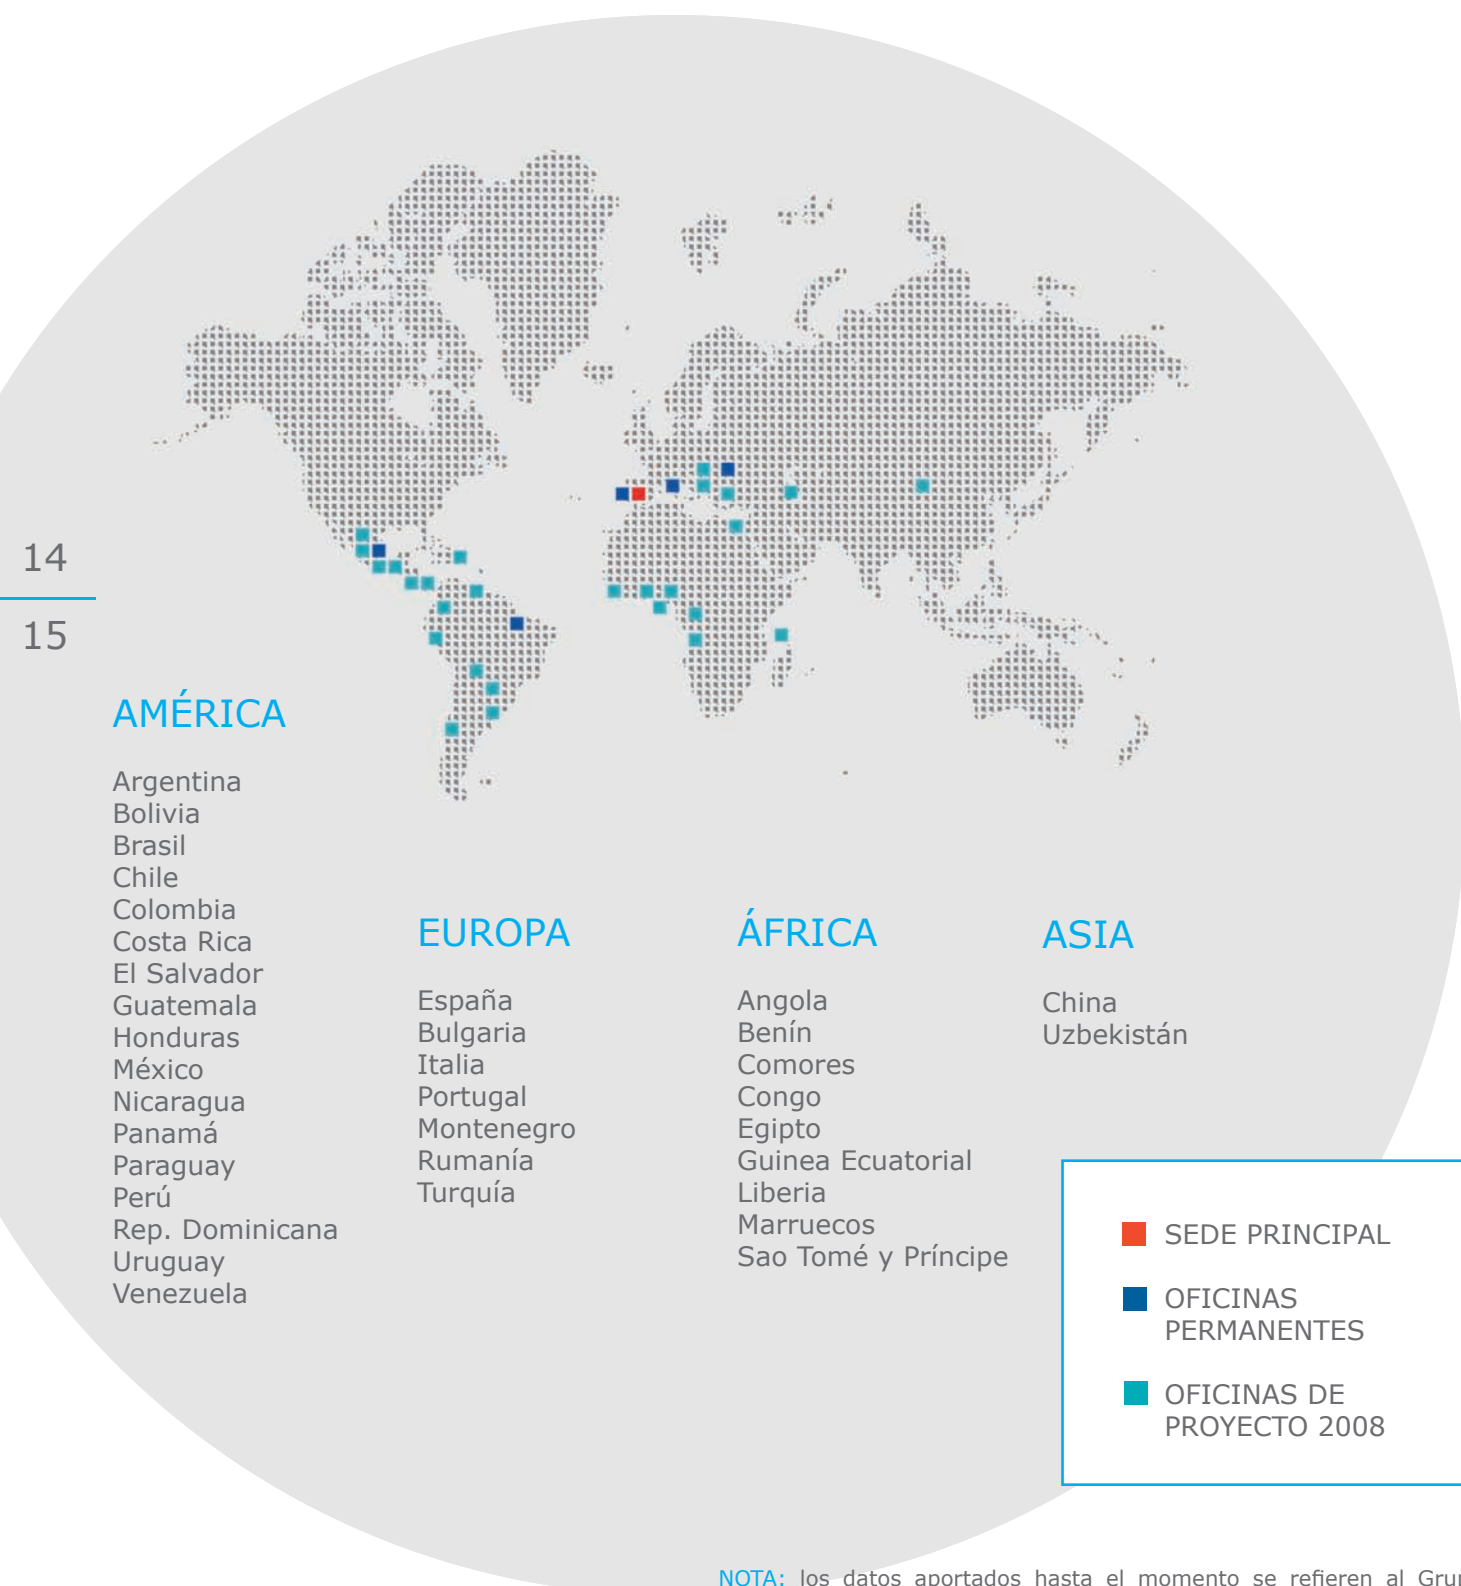 14
15
AMÉRICA
Argentina
Bolivia
Brasil
Chile
Colombia
Costa Rica
El Salvador
Guatemala
Honduras
México
Nicaragua
Panamá
Paraguay
Perú
Rep. Dominicana
Uruguay
Venezuela
EUROPA
España
Bulgaria
Italia
Portugal
Montenegro
Rumanía
Turquía
ÁFRICA
Angola
Benín
Comores
Congo
Egipto
Guinea Ecuatorial
Liberia
Marruecos
Sao Tomé y Príncipe
ASIA
China
Uzbekistán
SEDE PRINCIPAL
OFICINAS
PERMANENTES
OFICINAS DE
PROYECTO 2008
NOTA: los datos aportados hasta el momento se refieren al